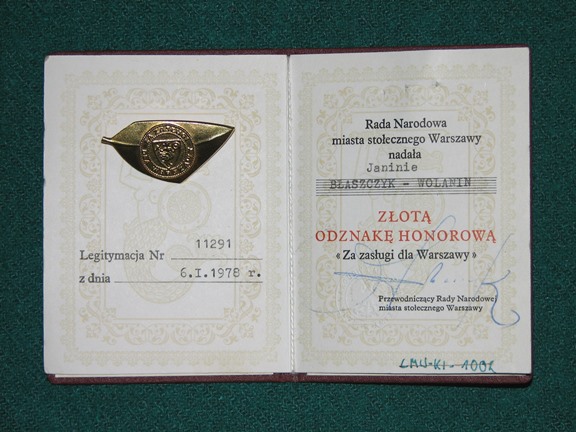 Legitymacja Nr 11291
z dnia 6.I.1978 r.
Rada Narodowa
miasta stołecznego Warszawy
nadała
Janinie
BŁASZCZYK - WOLANIN
ZŁOTĄ
ODZNAKĘ HONOROWĄ
«Za zasługi dla Warszawy»
Przewodniczący Rady Narodowej
miasta stołecznego Warszawy